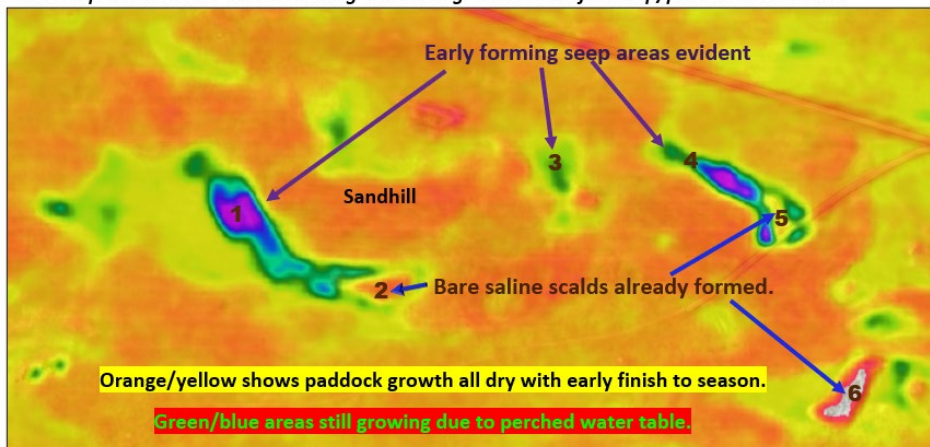 Early forming seep areas evident
3
4
1
Sandhill
5
2
Bare saline scalds already formed.
Orange/yellow shows paddock growth all dry with early finish to season.
6
Green/blue areas still growing due to perched water table.